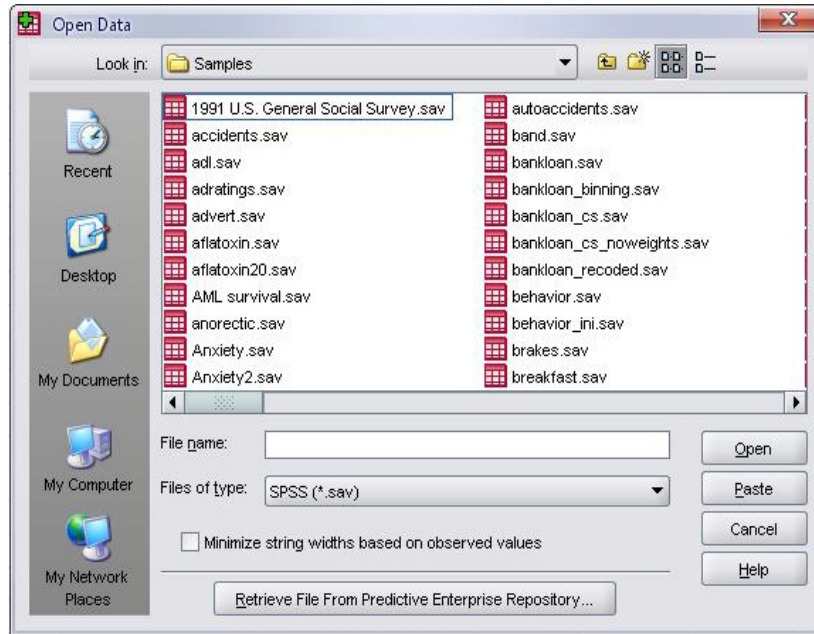 Open Data
Look in: Samples
Recent
Desktop
My Documents
My Computer
My Network
Places
1991 U.S. General Social Survey.sav
accidents.sav
adl.sav
adratings.sav
advert.sav
aflatoxin.sav
aflatoxin20.sav
AML survival.sav
anorectic.sav
Anxiety.sav
Anxiety2.sav
autoaccidents.sav
band.sav
bankloan.sav
bankloan_binning.sav
bankloan_cs.sav
bankloan_cs_noweights.sav
bankloan_recoded.sav
behavior.sav
behavior_ini.sav
brakes.sav
breakfast.sav
File name:
Files of type: SPSS (*.sav)
Minimize string widths based on observed values
Retrieve File From Predictive Enterprise Repository...
Open
Paste
Cancel
Help